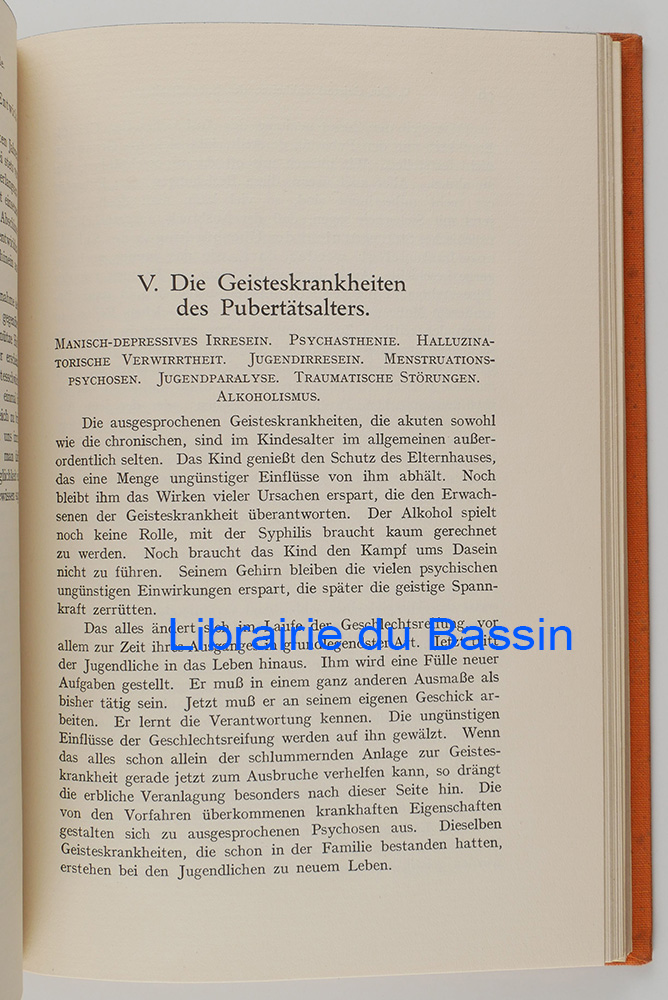 V. Die Geisteskrankheiten
des Pubertätsalters.
MANISCH-DEPRESSIVES IRRESEIN. PSYCHASTHENIE. HALLUZINA-
TORISCHE VERWIRRTHEIT. JUGENDIRRESEIN. MENSTRUATIONS-
PSYCHOSEN. JUGENDPARALYSE. TRAUMATISCHE STÖRUNGEN.
ALKOHOLISMUS.
Die ausgesprochenen Geisteskrankheiten, die akuten sowohl
wie die chronischen, sind im Kindesalter im allgemeinen außer-
ordentlich selten. Das Kind genießt den Schutz des Elternhauses,
das eine Menge ungünstiger Einflüsse von ihm abhält. Noch
bleibt ihm das Wirken vieler Ursachen erspart, die den Erwach-
senen der Geisteskrankheit überantworten. Der Alkohol spielt
noch keine Rolle, mit der Syphilis braucht kaum gerechnet
zu werden. Noch braucht das Kind den Kampf ums Dasein
nicht zu führen. Seinem Gehirn bleiben die vielen psychischen
ungünstigen Einwirkungen erspart, die später die geistige Spann-
kraft zerrütten.
Das alles ändert sich im Laufe der Geschlechtsreifung, vor
allem zur Zeit ihres Ausganges in grundlegendster Art. Jetzt tritt
Librairie du Bassin
der Jugendliche in das Leben hinaus. Ihm wird eine Fülle neuer
Aufgaben gestellt. Er muß in einem ganz anderen Ausmaße als
bisher tätig sein. Jetzt muß er an seinem eigenen Geschick ar-
beiten. Er lernt die Verantwortung kennen. Die ungünstigen
Einflüsse der Geschlechtsreifung werden auf ihn gewälzt. Wenn
das alles schon allein der schlummernden Anlage zur Geistes-
krankheit gerade jetzt zum Ausbruche verhelfen kann, so drängt
die erbliche Veranlagung besonders nach dieser Seite hin. Die
von den Vorfahren überkommenen krankhaften Eigenschaften
gestalten sich zu ausgesprochenen Psychosen aus. Dieselben
Geisteskrankheiten, die schon in der Familie bestanden hatten,
erstehen bei den Jugendlichen zu neuem Leben.